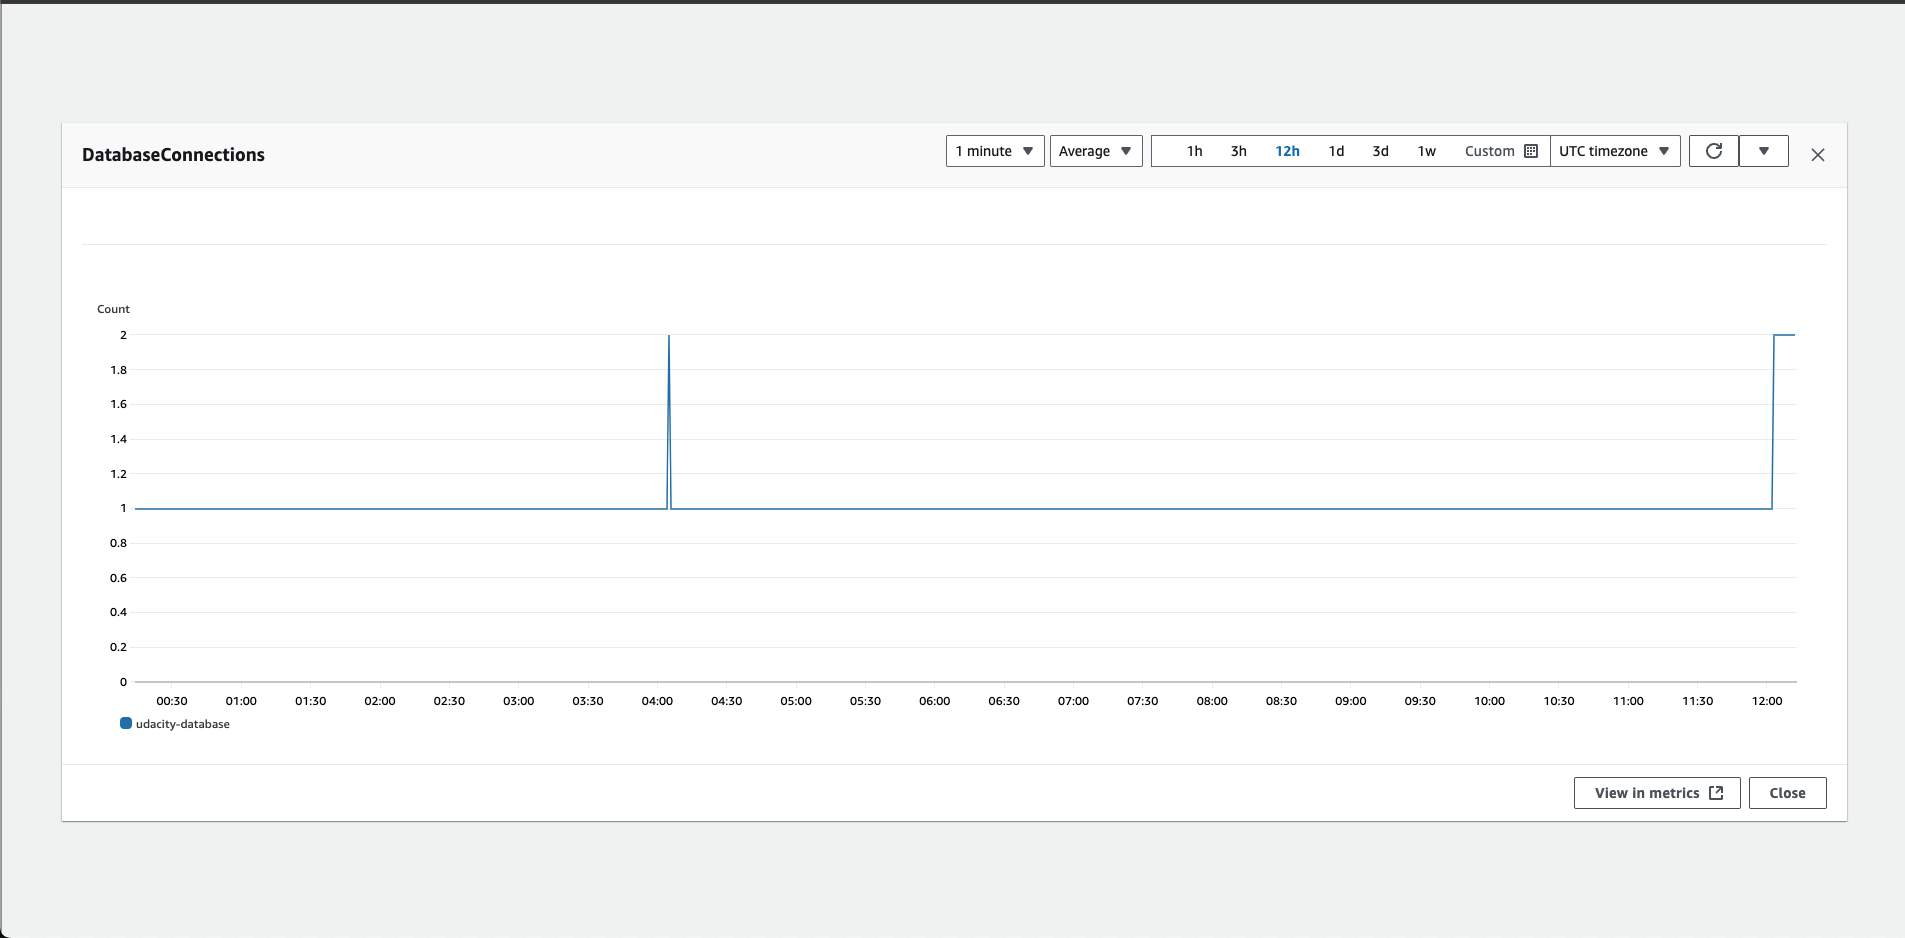 DatabaseConnections
1 minute Average 1h 3h 12h 1d 3d 1w Custom UTC timezone
Count
2
1.8
1.6
1.4
1.2
1
0.8
0.6
0.4
0.2
0
00:30 01:00 01:30 02:00 02:30 03:00 03:30 04:00 04:30 05:00 05:30 06:00 06:30 07:00 07:30 08:00 08:30 09:00 09:30 10:00 10:30 11:00 11:30 12:00
udacity-database
View in metrics Close